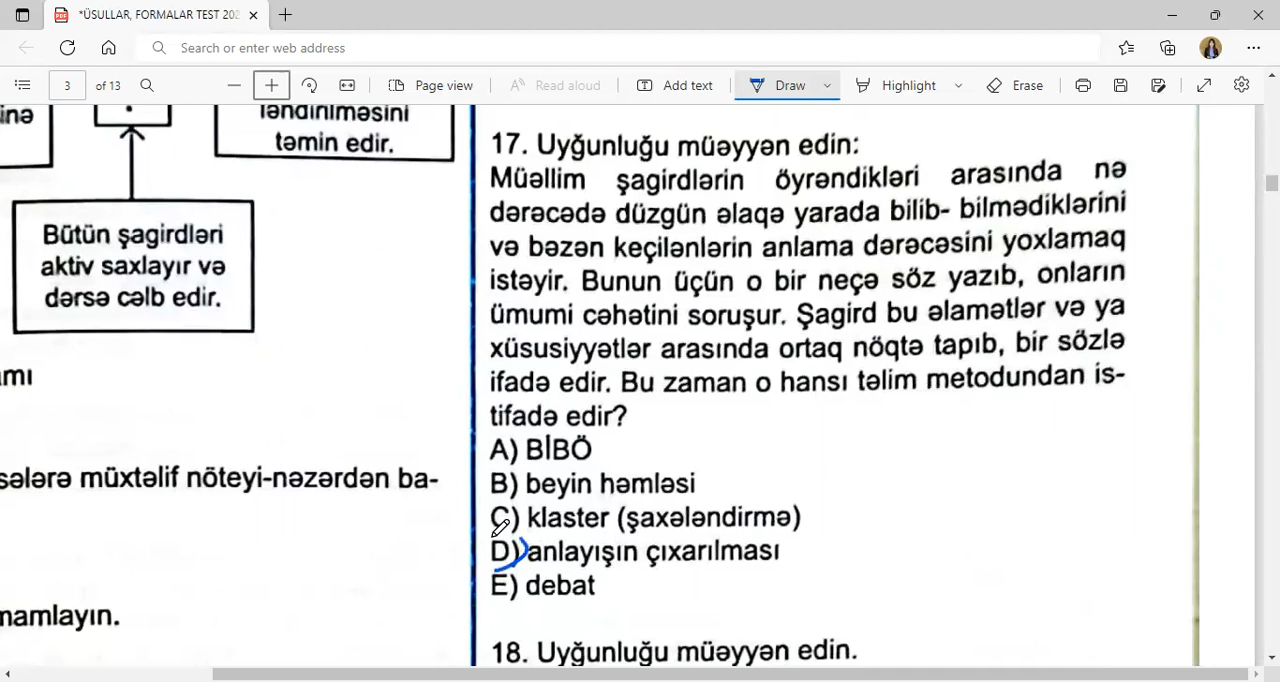 *ÜSULLAR, FORMALAR TEST 202
Search or enter web address
3 of 13 Page view Read aloud Add text Draw Highlight Erase
ləndirilməsini
təmin edir.
Bütün şagirdləri
aktiv saxlayır və
dərsə cəlb edir.
sələrə müxtəlif nöteyi-nəzərdən ba-
mamlayın.
17. Uyğunluğu müəyyən edin:
Müəllim şagirdlərin öyrəndikləri arasında nə
dərəcədə düzgün əlaqə yarada bilib- bilmədiklərini
və bəzən keçilənlərin anlama dərəcəsini yoxlamaq
istəyir. Bunun üçün o bir neçə söz yazıb, onların
ümumi cəhətini soruşur. Şagird bu əlamətlər və ya
xüsusiyyətlər arasında ortaq nöqtə tapıb, bir sözlə
ifadə edir. Bu zaman o hansı təlim metodundan is-
tifadə edir?
A) BİBÖ
B) beyin həmləsi
C) klaster (şaxələndirmə)
D) anlayışın çıxarılması
E) debat
18. Uyğunluğu müəyyən edin.